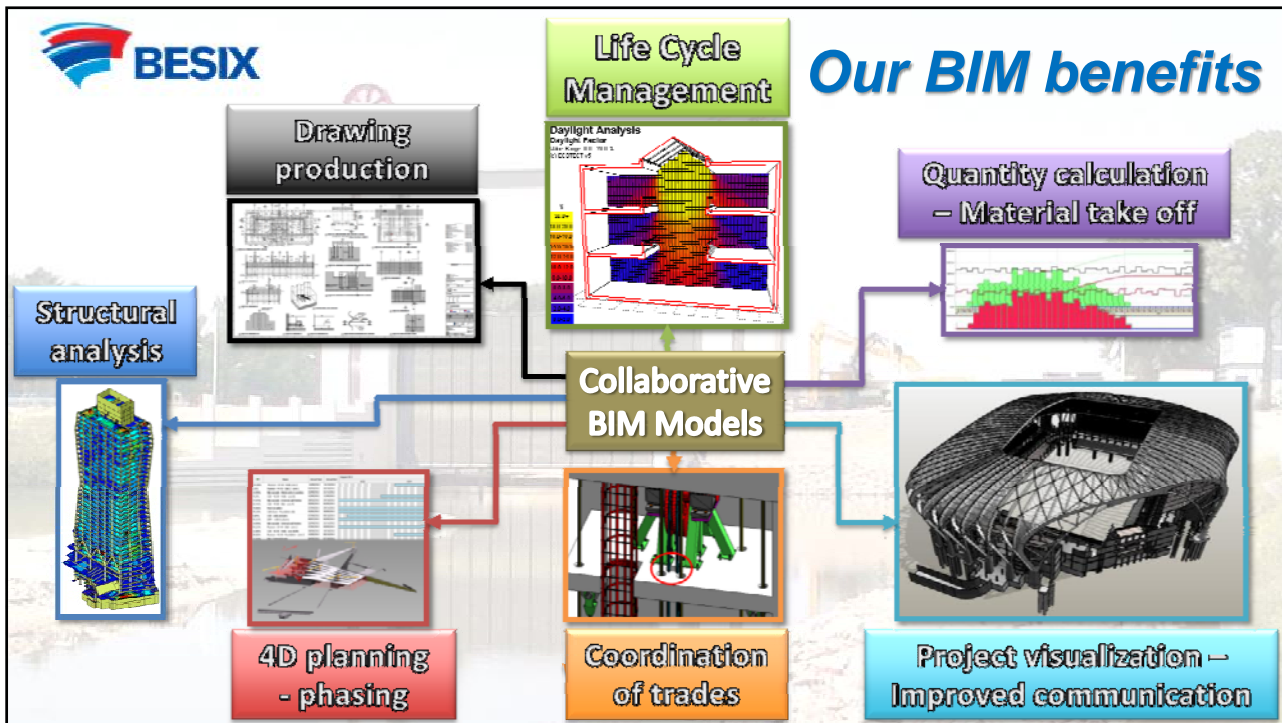 BESIX
Our BIM benefits
Life Cycle
Management
Drawing
production
Daylight Analysis
Daylight Factor
Quantity calculation
– Material take off
Structural
analysis
Collaborative
BIM Models
4D planning
- phasing
Coordination
of trades
Project visualization –
Improved communication